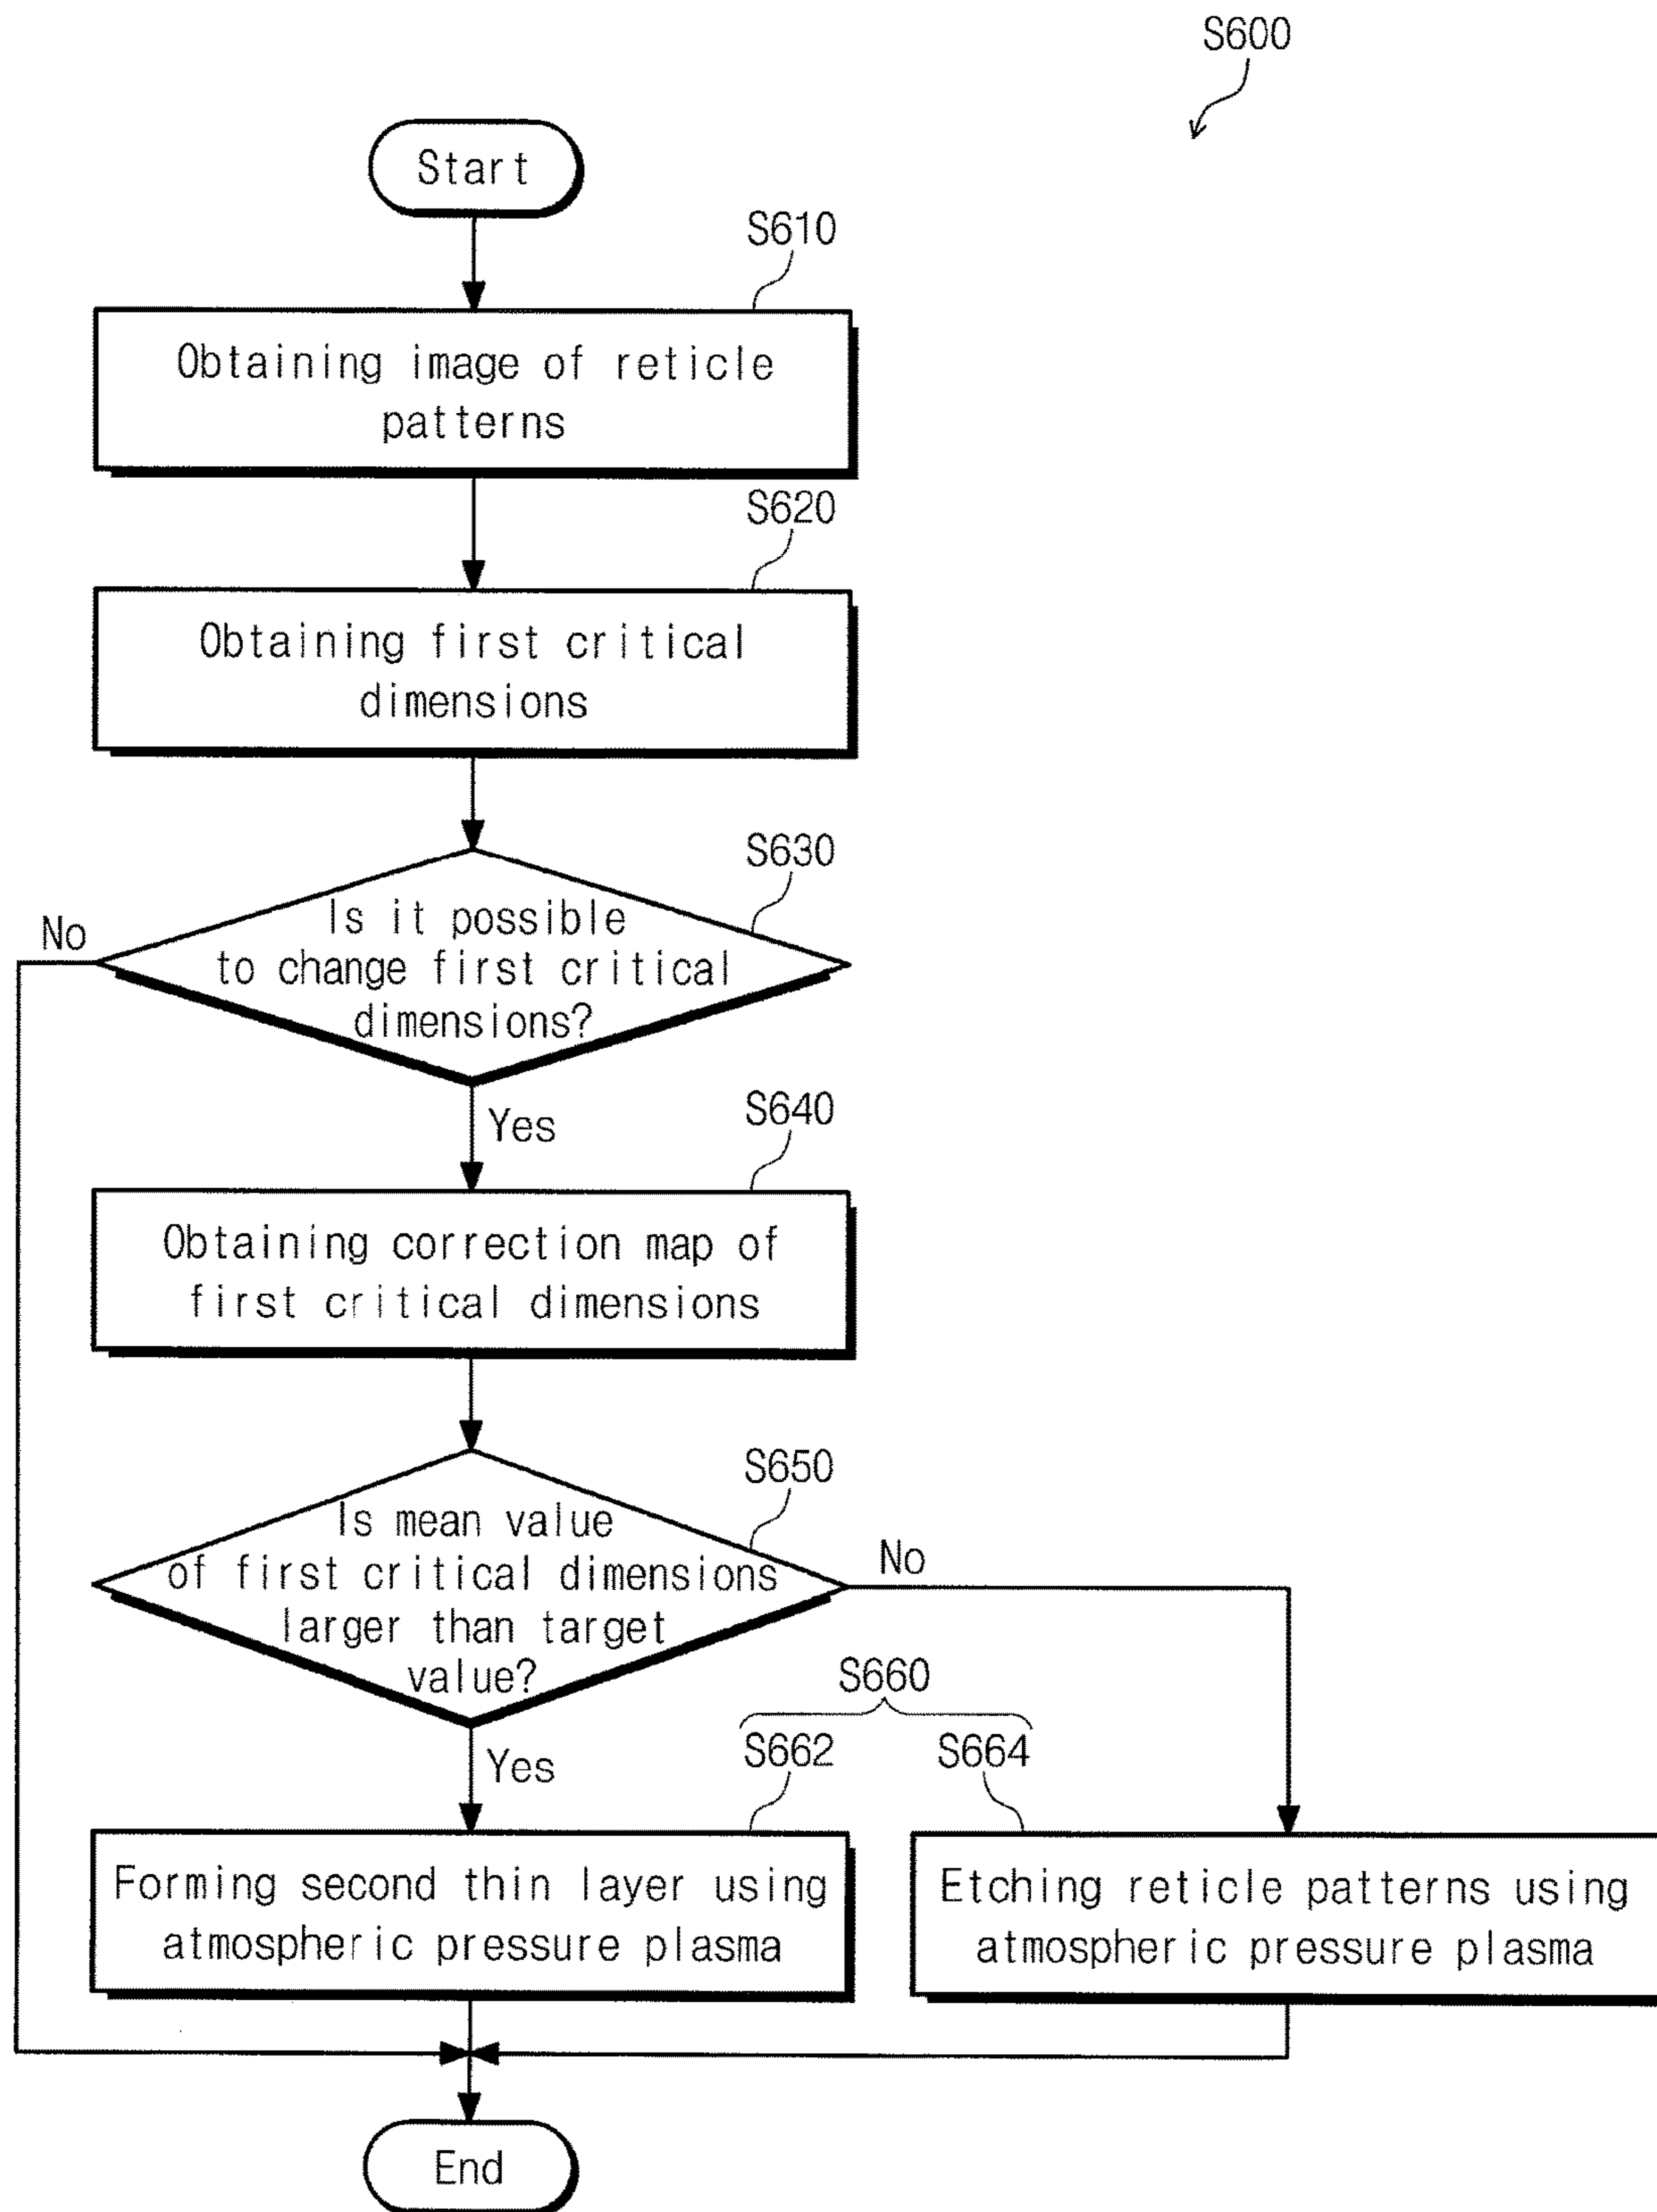 S600
Start
S610
Obtaining image of reticle
patterns
S620
Obtaining first critical
dimensions
S630
Is it possible
to change first critical
dimensions?
No
Yes
S640
Obtaining correction map of
first critical dimensions
S650
Is mean value
of first critical dimensions
larger than target
value?
No
Yes
S660
S662
S664
Forming second thin layer using
atmospheric pressure plasma
Etching reticle patterns using
atmospheric pressure plasma
End